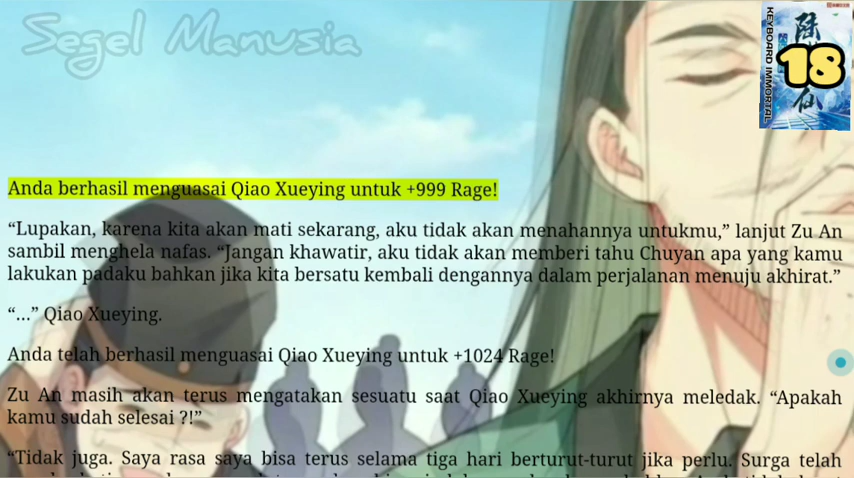 Segel Manusia
KEYBOARD IMMORTAL
18
Anda berhasil menguasai Qiao Xueying untuk +999 Rage!
“Lupakan, karena kita akan mati sekarang, aku tidak akan menahannya untukmu,” lanjut Zu An
sambil menghela nafas. “Jangan khawatir, aku tidak akan memberi tahu Chuyan apa yang kamu
lakukan padaku bahkan jika kita bersatu kembali dengannya dalam perjalanan menuju akhirat.”
“…” Qiao Xueying.
Anda telah berhasil menguasai Qiao Xueying untuk +1024 Rage!
Zu An masih akan terus mengatakan sesuatu saat Qiao Xueying akhirnya meledak. “Apakah
kamu sudah selesai ?!”
“Tidak juga. Saya rasa saya bisa terus selama tiga hari berturut-turut jika perlu. Surga telah